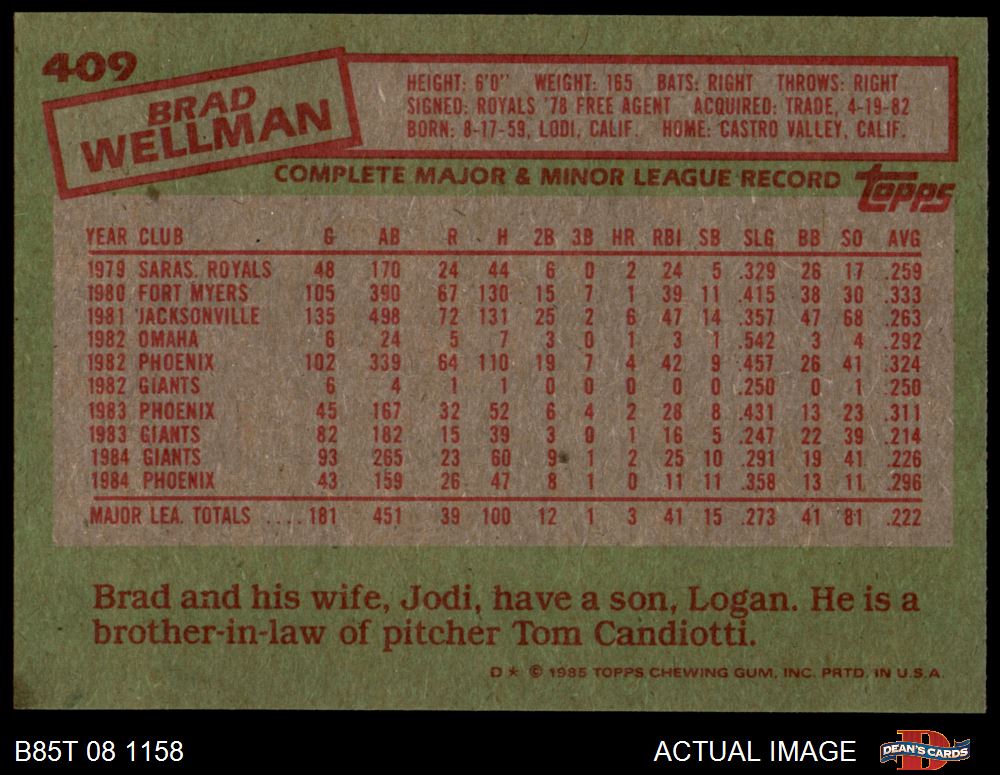 409
BRAD
WELLMAN
HEIGHT: 6'0" WEIGHT: 165 BATS: RIGHT THROWS: RIGHT
SIGNED: ROYALS '78 FREE AGENT ACQUIRED: TRADE, 4-19-82
BORN: 8-17-59, LODI, CALIF. HOME: CASTRO VALLEY, CALIF.
COMPLETE MAJOR & MINOR LEAGUE RECORD
Topps
YEAR CLUB G AB R H 2B 3B HR RBI SB SLG BB SO AVG
1979 SARAS. ROYALS 48 170 24 44 6 0 2 24 5 .329 26 17 .259
1980 FORT MYERS 105 390 67 130 15 7 1 39 11 .415 38 30 .333
1981 JACKSONVILLE 135 498 72 131 25 2 6 47 14 .357 47 68 .263
1982 OMAHA 6 24 5 7 3 0 1 3 1 .542 3 4 .292
1982 PHOENIX 102 339 64 110 19 7 4 42 9 .457 26 41 .324
1982 GIANTS 6 4 1 1 0 0 0 0 0 .250 0 1 .250
1983 PHOENIX 45 167 32 52 6 4 2 28 8 .431 13 23 .311
1983 GIANTS 82 182 15 39 3 0 1 16 5 .247 22 39 .214
1984 GIANTS 93 265 23 60 9 1 2 25 10 .291 19 41 .226
1984 PHOENIX 43 159 26 47 8 1 0 11 11 .358 13 11 .296
MAJOR LEA. TOTALS .... 181 451 39 100 12 1 3 41 15 .273 41 81 .222
Brad and his wife, Jodi, have a son, Logan. He is a
brother-in-law of pitcher Tom Candiotti.
D * © 1985 TOPPS CHEWING GUM, INC. PRTD. IN U.S.A.
B85T 08 1158
ACTUAL IMAGE
D
DEAN'S CARDS